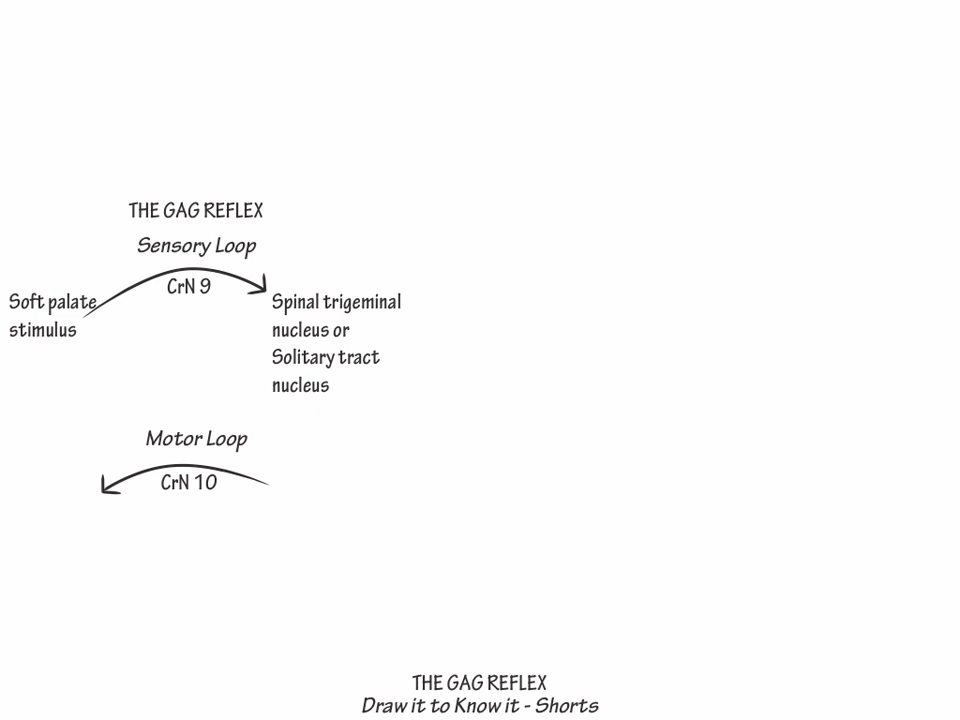 THE GAG REFLEX
Sensory Loop
CrN 9
Soft palate
stimulus
Spinal trigeminal
nucleus or
Solitary tract
nucleus
Motor Loop
CrN 10
THE GAG REFLEX
Draw it to Know it - Shorts